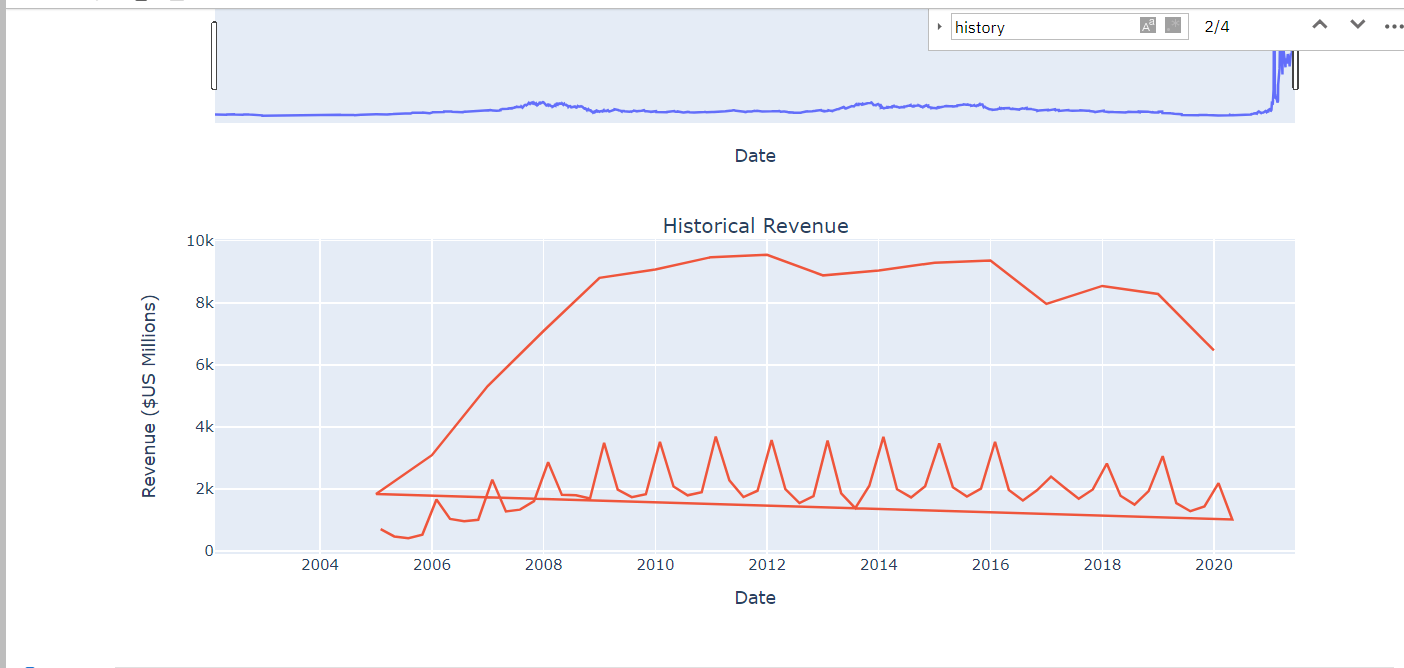 history
2/4
Date
Historical Revenue
Revenue ($US Millions)
10k
8k
6k
4k
2k
0
2004 2006 2008 2010 2012 2014 2016 2018 2020
Date